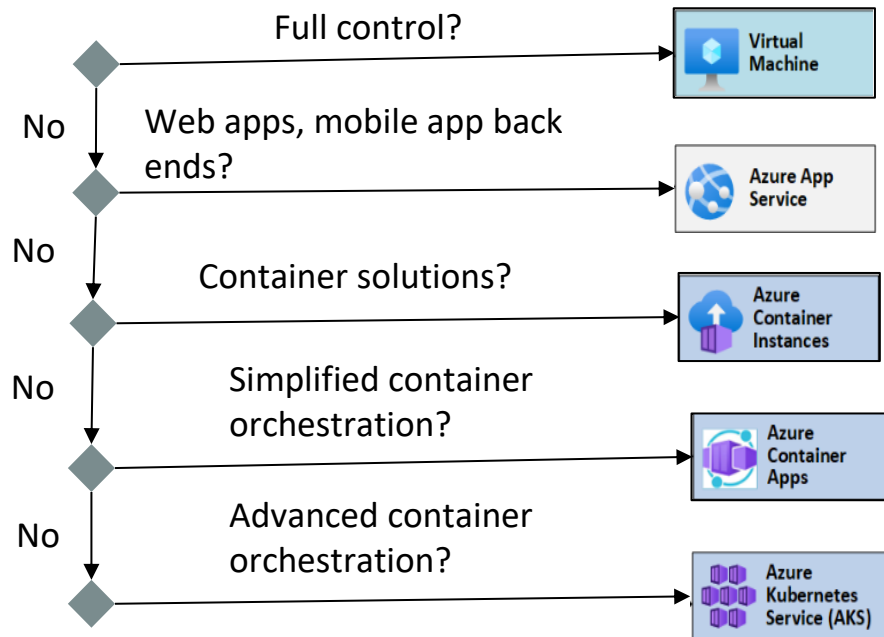 Full control?
Virtual
Machine
No
Web apps, mobile app back
ends?
Azure App
Service
No
Container solutions?
Azure
Container
Instances
No
Simplified container
orchestration?
Azure
Container
Apps
No
Advanced container
orchestration?
Azure
Kubernetes
Service (AKS)